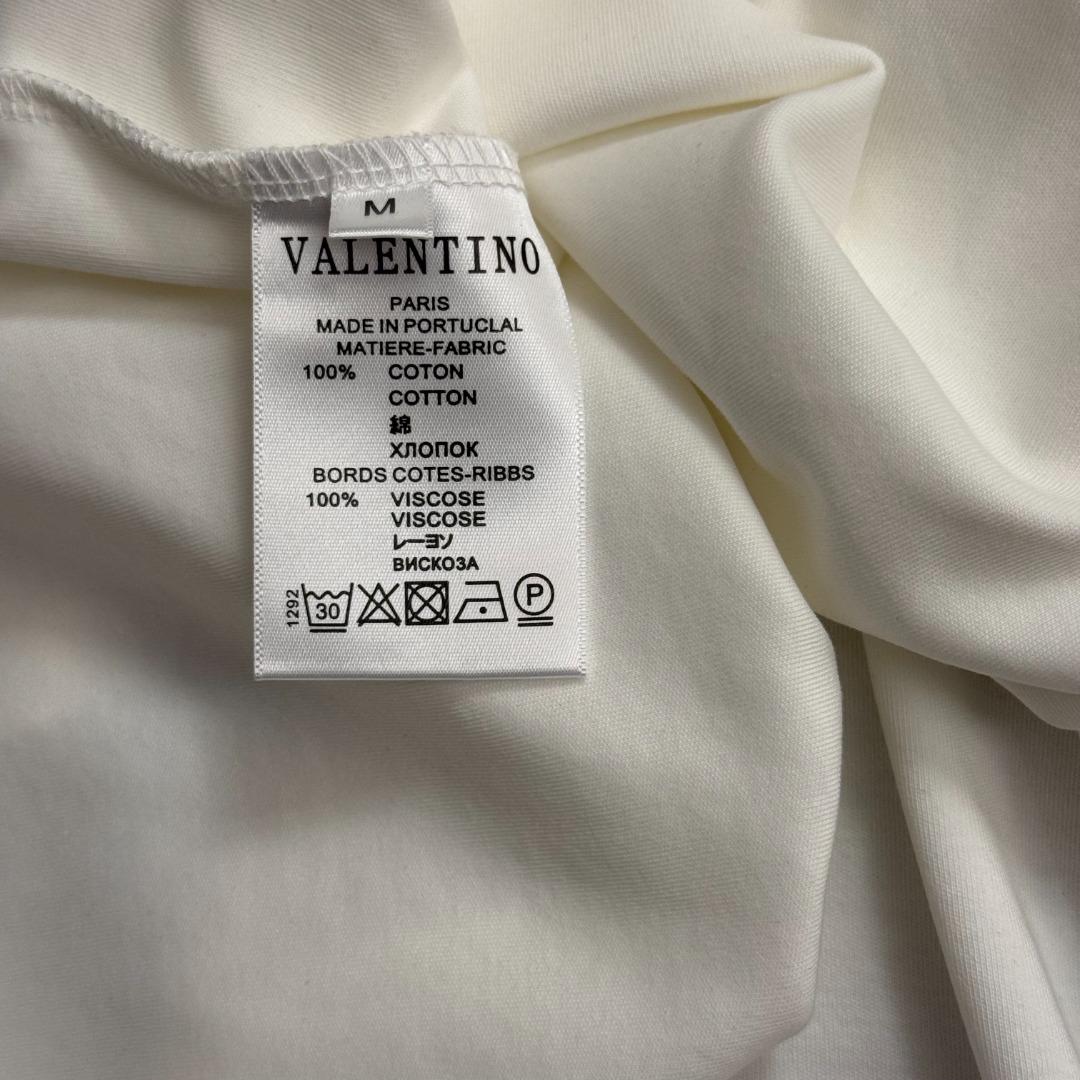 M
VALENTINO
PARIS
MADE IN PORTUCLAL
MATIERE-FABRIC
100% COTON
COTTON
綿
ХЛОПОК
BORDS COTES-RIBBS
100% VISCOSE
VISCOSE
レーヨン
ВИСКОЗА
1292 30 P